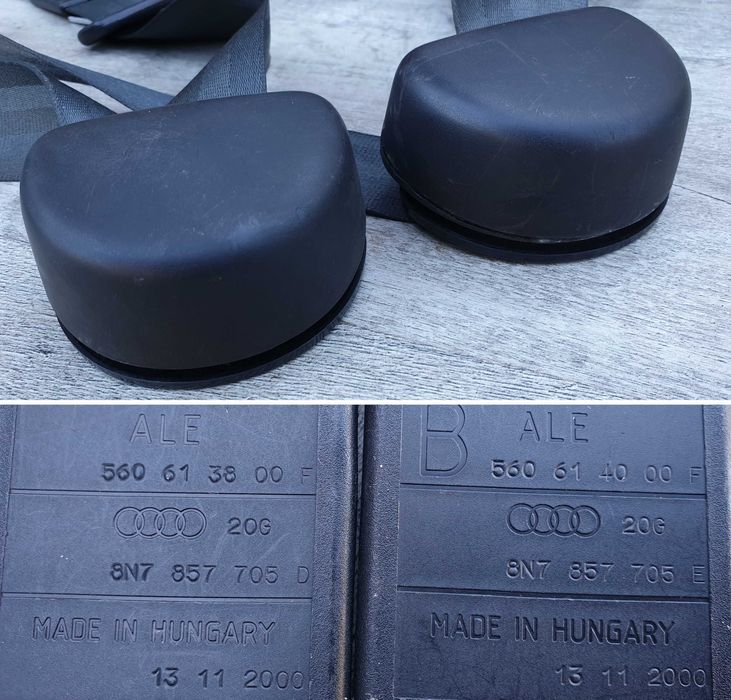 ALE
560 61 38 00 F
20G
8N7 857 705 D
MADE IN HUNGARY
13 11 2000
B ALE
560 61 40 00 F
20G
8N7 857 705 E
MADE IN HUNGARY
13 11 2000